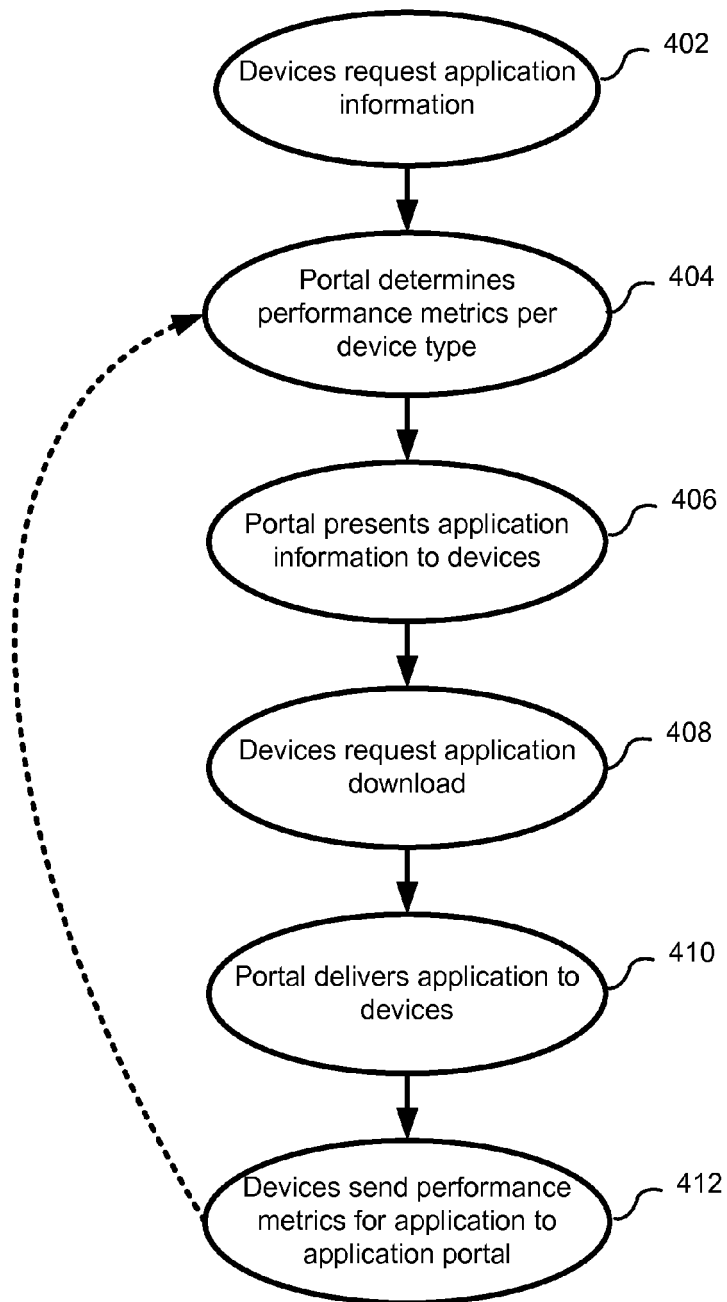 Devices request application
information
402
Portal determines
performance metrics per
device type
404
Portal presents application
information to devices
406
Devices request application
download
408
Portal delivers application to
devices
410
Devices send performance
metrics for application to
application portal
412